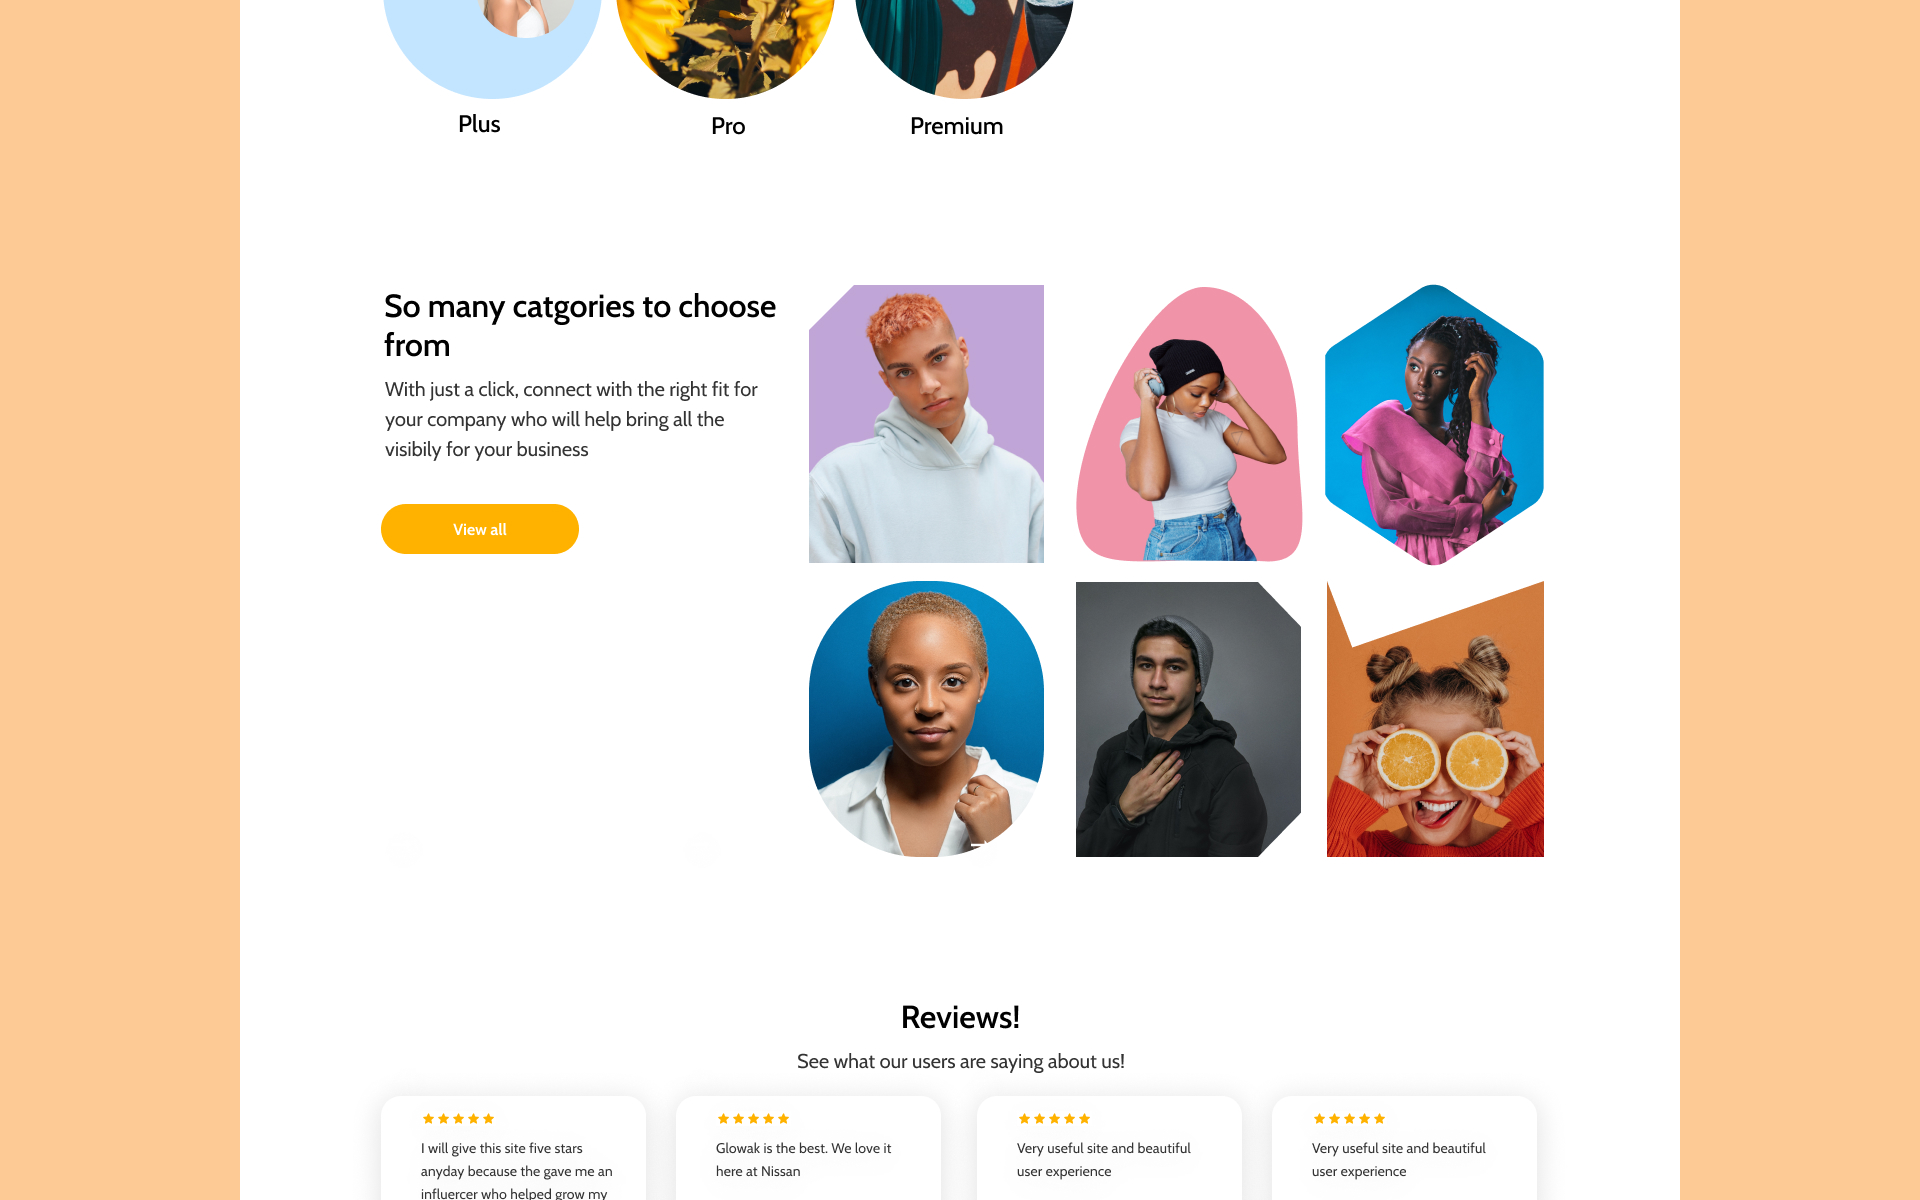 Plus
Pro
Premium
So many catgories to choose
from
With just a click, connect with the right fit for
your company who will help bring all the
visibily for your business
View all
Reviews!
See what our users are saying about us!
I will give this site five stars
anyday because the gave me an
influercer who helped grow my
Glowak is the best. We love it
here at Nissan
Very useful site and beautiful
user experience
Very useful site and beautiful
user experience